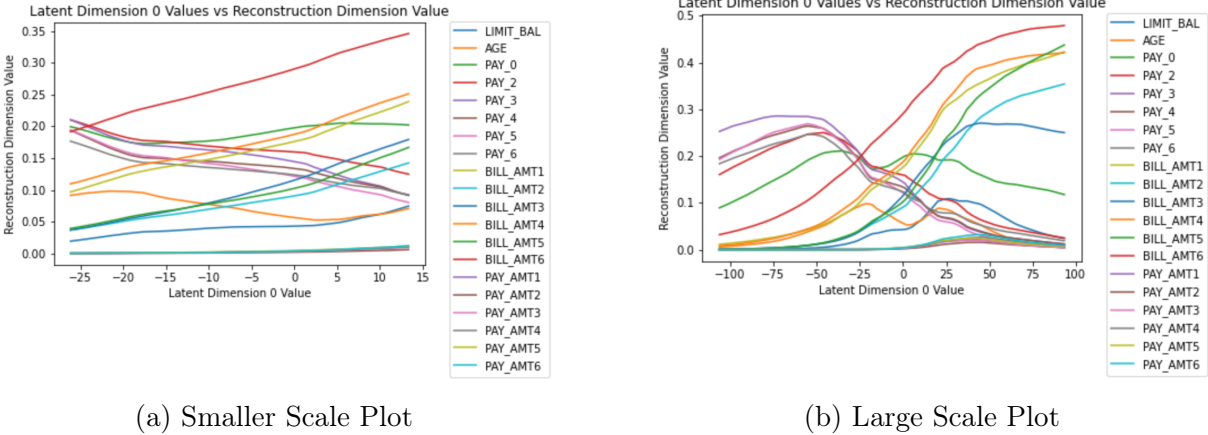 Latent Dimension 0 Values vs Reconstruction Dimension Value
Reconstruction Dimension Value
0.35
0.30
0.25
0.20
0.15
0.10
0.05
0.00
−25 −20 −15 −10 −5 0 5 10 15
Latent Dimension 0 Value
LIMIT_BAL
AGE
PAY_0
PAY_2
PAY_3
PAY_4
PAY_5
PAY_6
BILL_AMT1
BILL_AMT2
BILL_AMT3
BILL_AMT4
BILL_AMT5
BILL_AMT6
PAY_AMT1
PAY_AMT2
PAY_AMT3
PAY_AMT4
PAY_AMT5
PAY_AMT6
(a) Smaller Scale Plot
Latent Dimension 0 Values vs Reconstruction Dimension Value
Reconstruction Dimension Value
0.5
0.4
0.3
0.2
0.1
0.0
−100 −75 −50 −25 0 25 50 75 100
Latent Dimension 0 Value
LIMIT_BAL
AGE
PAY_0
PAY_2
PAY_3
PAY_4
PAY_5
PAY_6
BILL_AMT1
BILL_AMT2
BILL_AMT3
BILL_AMT4
BILL_AMT5
BILL_AMT6
PAY_AMT1
PAY_AMT2
PAY_AMT3
PAY_AMT4
PAY_AMT5
PAY_AMT6
(b) Large Scale Plot